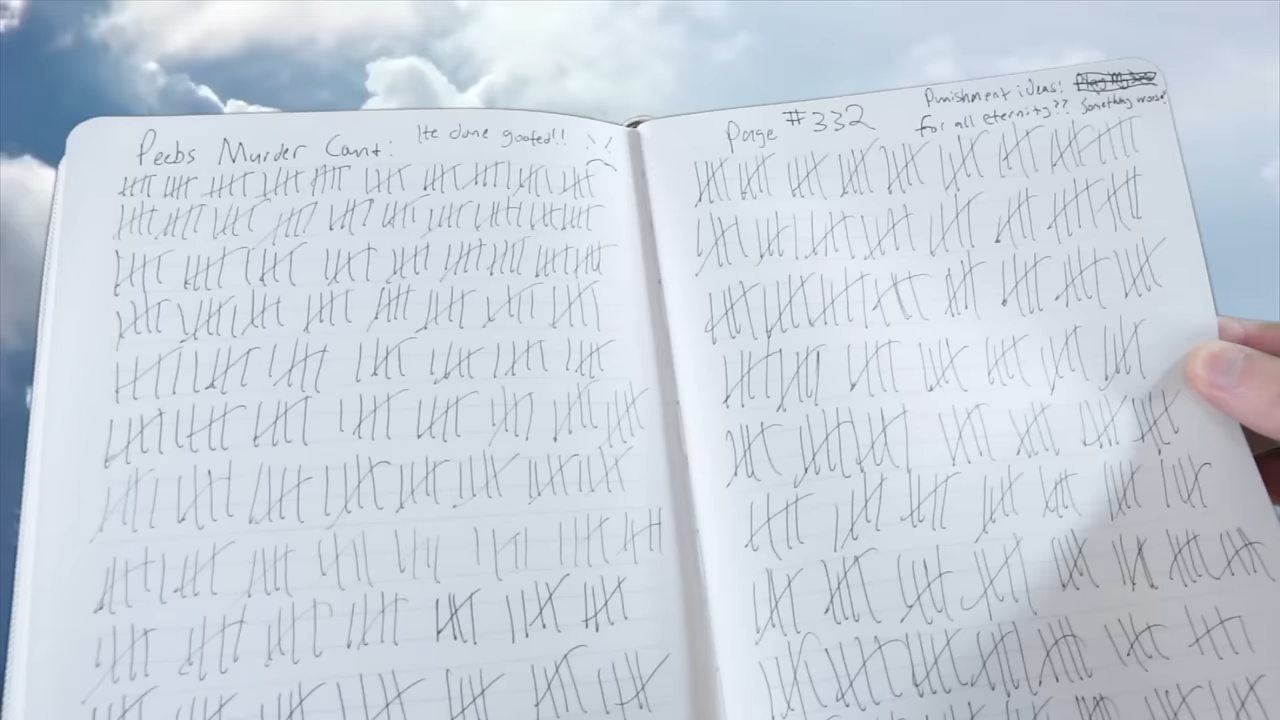 Peebs Murder Count:
He done goofed!!
Page #332
Punishment ideas:
for all eternity?? Something worse?